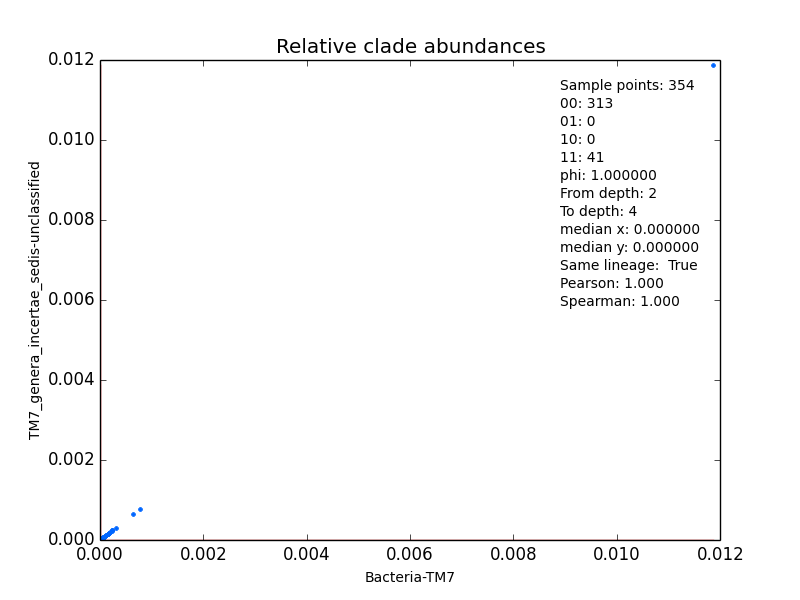 Relative clade abundances
0.012
0.010
0.008
0.006
0.004
0.002
0.000
TM7_genera_incertae_sedis-unclassified
Sample points: 354
00: 313
01: 0
10: 0
11: 41
phi: 1.000000
From depth: 2
To depth: 4
median x: 0.000000
median y: 0.000000
Same lineage:  True
Pearson: 1.000
Spearman: 1.000
0.000 0.002 0.004 0.006 0.008 0.010 0.012
Bacteria-TM7